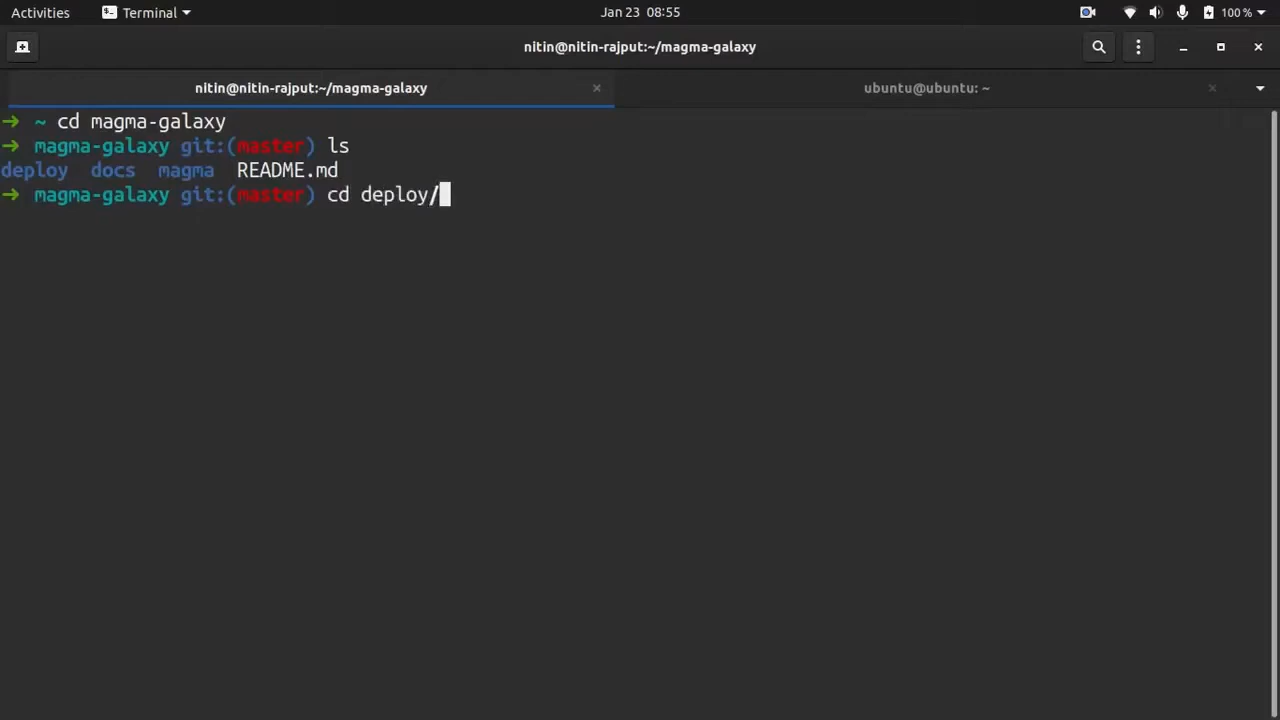 Activities Terminal Jan 23 08:55 100 %
nitin@nitin-rajput:~/magma-galaxy
nitin@nitin-rajput:~/magma-galaxy × ubuntu@ubuntu: ~ ×
➜ ~ cd magma-galaxy
➜ magma-galaxy git:(master) ls
deploy docs magma README.md
➜ magma-galaxy git:(master) cd deploy/